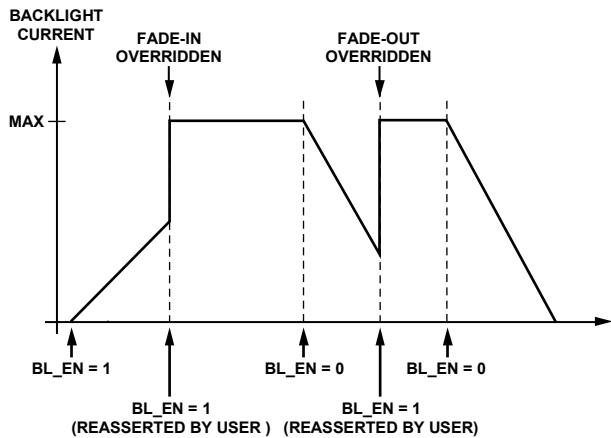 BACKLIGHT
CURRENT
FADE-IN
OVERRIDDEN
FADE-OUT
OVERRIDDEN
MAX
BL_EN = 1
BL_EN = 0
BL_EN = 0
BL_EN = 1
(REASSERTED BY USER )
BL_EN = 1
(REASSERTED BY USER)